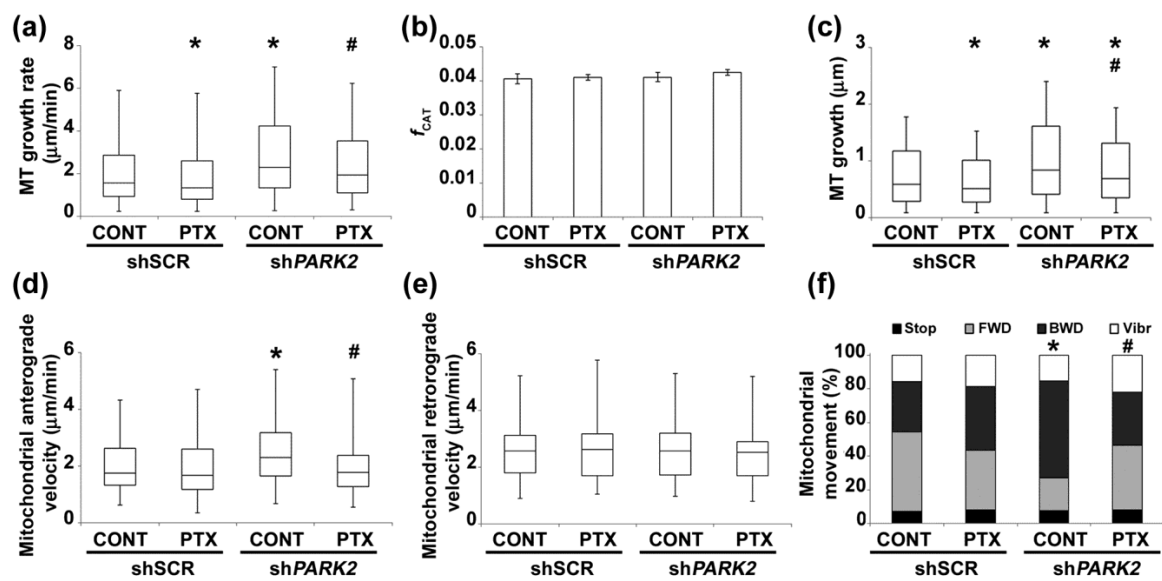 (a)
MT growth rate
(µm/min)
8
6
4
2
0
*
*
#
CONT PTX CONT PTX
shSCR shPARK2
(b)
fCAT
0.05
0.04
0.03
0.02
0.01
0
CONT PTX CONT PTX
shSCR shPARK2
(c)
MT growth (µm)
3
2
1
0
*
*
*
#
CONT PTX CONT PTX
shSCR shPARK2
(d)
Mitochondrial anterograde
velocity (µm/min)
6
4
2
0
*
#
CONT PTX CONT PTX
shSCR shPARK2
(e)
Mitochondrial retrorograde
velocity (µm/min)
6
4
2
0
CONT PTX CONT PTX
shSCR shPARK2
(f)
Stop FWD BWD Vibr
Mitochondrial
movement (%)
100
80
60
40
20
0
*
#
CONT PTX CONT PTX
shSCR shPARK2